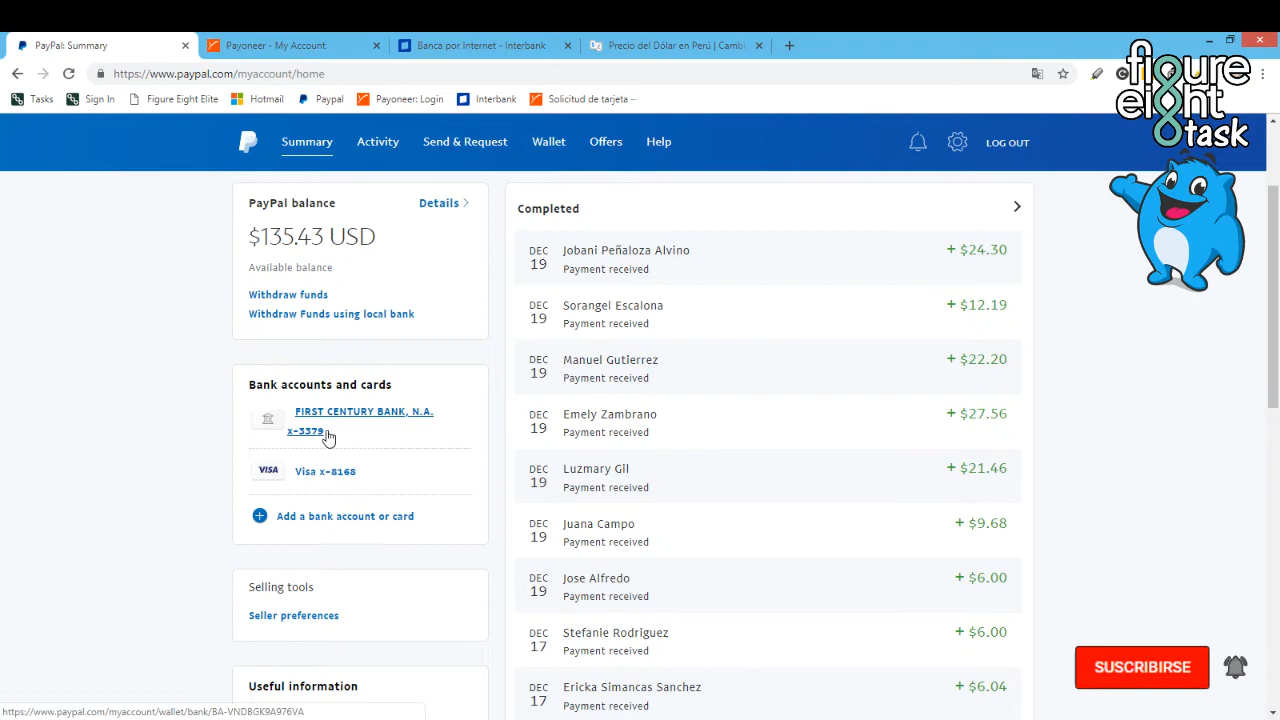 PayPal: Summary
Payoneer - My Account
Banca por Internet - Interbank
Precio del Dólar en Perú | Cambi
https://www.paypal.com/myaccount/home
Tasks
Sign In
Figure Eight Elite
Hotmail
Paypal
Payoneer: Login
Interbank
Solicitud de tarjeta –
figure
eight
task
Summary
Activity
Send & Request
Wallet
Offers
Help
LOG OUT
PayPal balance
Details
$135.43 USD
Available balance
Withdraw funds
Withdraw Funds using local bank
Bank accounts and cards
FIRST CENTURY BANK, N.A.
x-3379
VISA
Visa x-8168
Add a bank account or card
Selling tools
Seller preferences
Useful information
Completed
DEC
19
Jobani Peñaloza Alvino
Payment received
+ $24.30
DEC
19
Sorangel Escalona
Payment received
+ $12.19
DEC
19
Manuel Gutierrez
Payment received
+ $22.20
DEC
19
Emely Zambrano
Payment received
+ $27.56
DEC
19
Luzmary Gil
Payment received
+ $21.46
DEC
19
Juana Campo
Payment received
+ $9.68
DEC
19
Jose Alfredo
Payment received
+ $6.00
DEC
17
Stefanie Rodriguez
Payment received
+ $6.00
DEC
17
Ericka Simancas Sanchez
Payment received
+ $6.04
SUSCRIBIRSE
https://www.paypal.com/myaccount/wallet/bank/BA-VNDBGK9A976VA